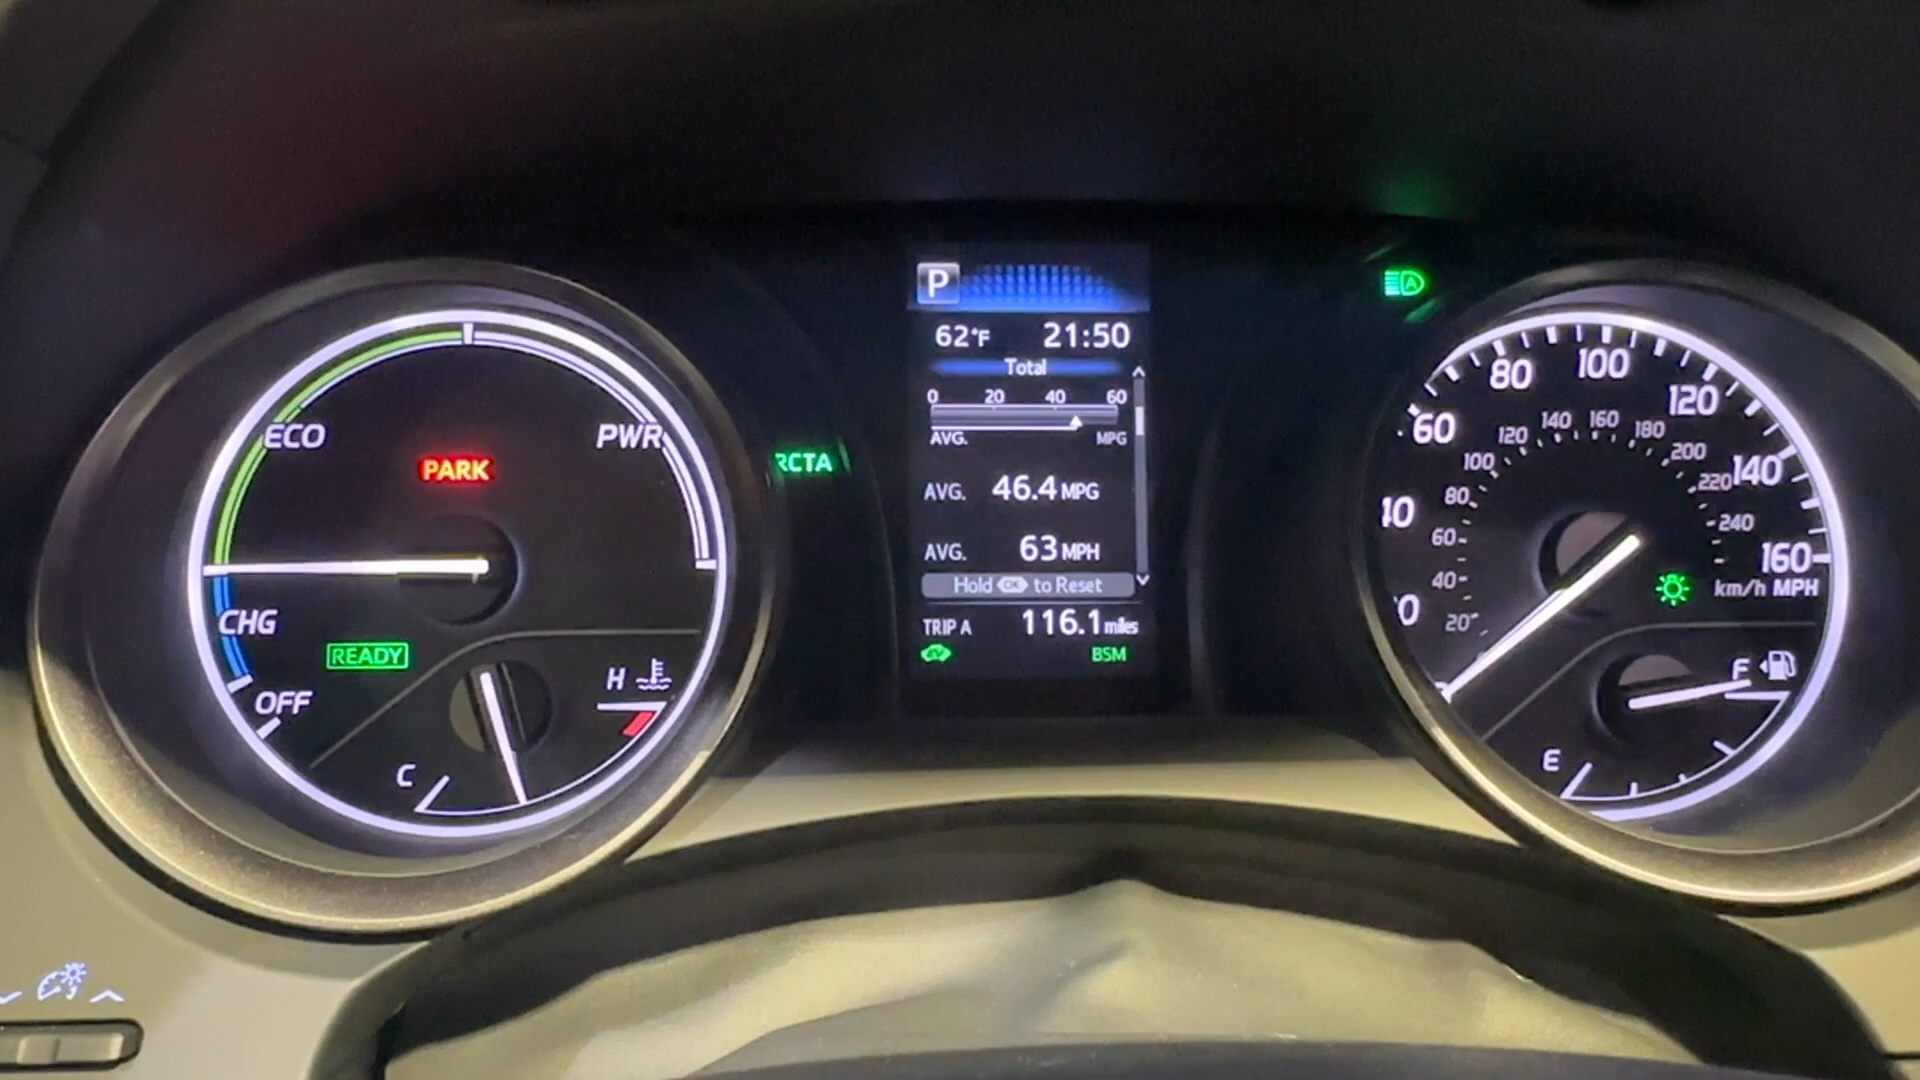 ECO
PWR
PARK
CHG
READY
OFF
H
C
RCTA
P
62°F 21:50
Total
0 20 40 60
AVG. MPG
AVG. 46.4 MPG
AVG. 63 MPH
Hold OK to Reset
TRIP A 116.1 miles
BSM
A
60 80 100 120 140 160
20 40 60 80 100 120 140 160 180 200 220 240
km/h MPH
F
E